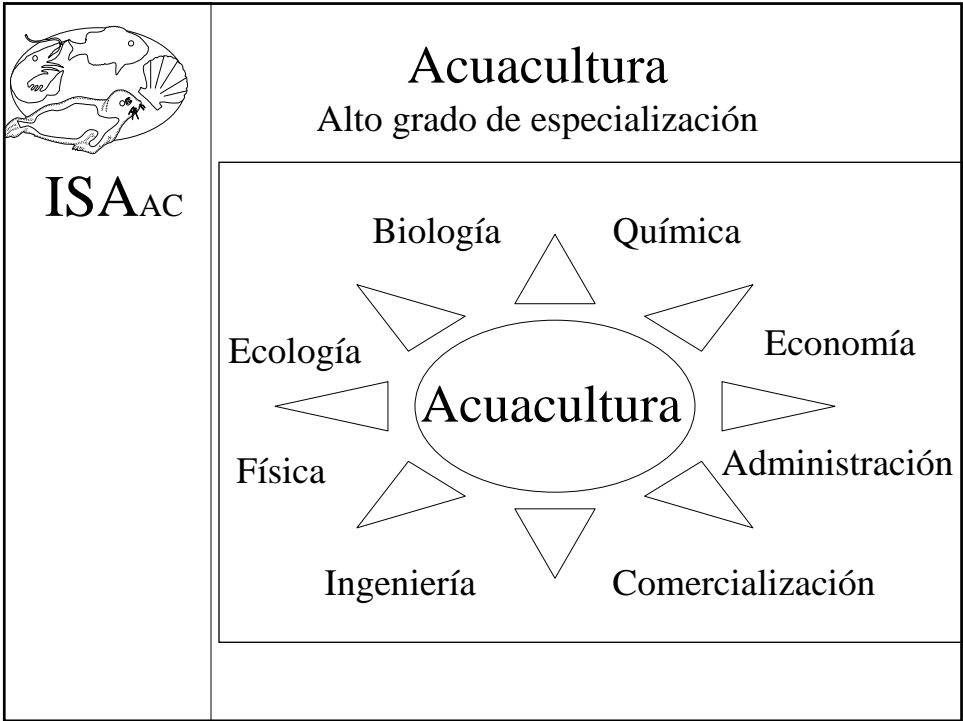 Acuacultura
Alto grado de especialización
ISAAC
Biología Química
Ecología Economía
Acuacultura
Física Administración
Ingeniería Comercialización